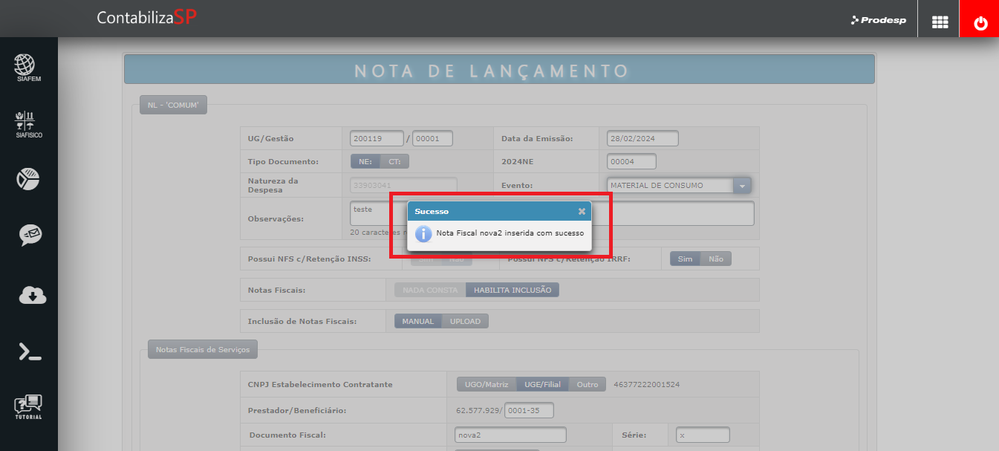 ContabilizaSP
Prodesp
SIAFEM
SIAFISICO
TUTORIAL
NOTA DE LANÇAMENTO
NL - 'COMUM'
UG/Gestão 200119 / 00001 Data da Emissão: 28/02/2024
Tipo Documento: NE: CT: 2024NE 00004
Natureza da
Despesa 33903041 Evento: MATERIAL DE CONSUMO
Observações: teste
20 caracteres
Sucesso
Nota Fiscal nova2 inserida com sucesso
Possui NFS c/Retenção INSS: Sim Não Possui NFS c/Retenção IRRF: Sim Não
Notas Fiscais: NADA CONSTA HABILITA INCLUSÃO
Inclusão de Notas Fiscais: MANUAL UPLOAD
Notas Fiscais de Serviços
CNPJ Estabelecimento Contratante UGO/Matriz UGE/Filial Outro 46377222001524
Prestador/Beneficiário: 62.577.929/ 0001-35
Documento Fiscal: nova2 Série: x